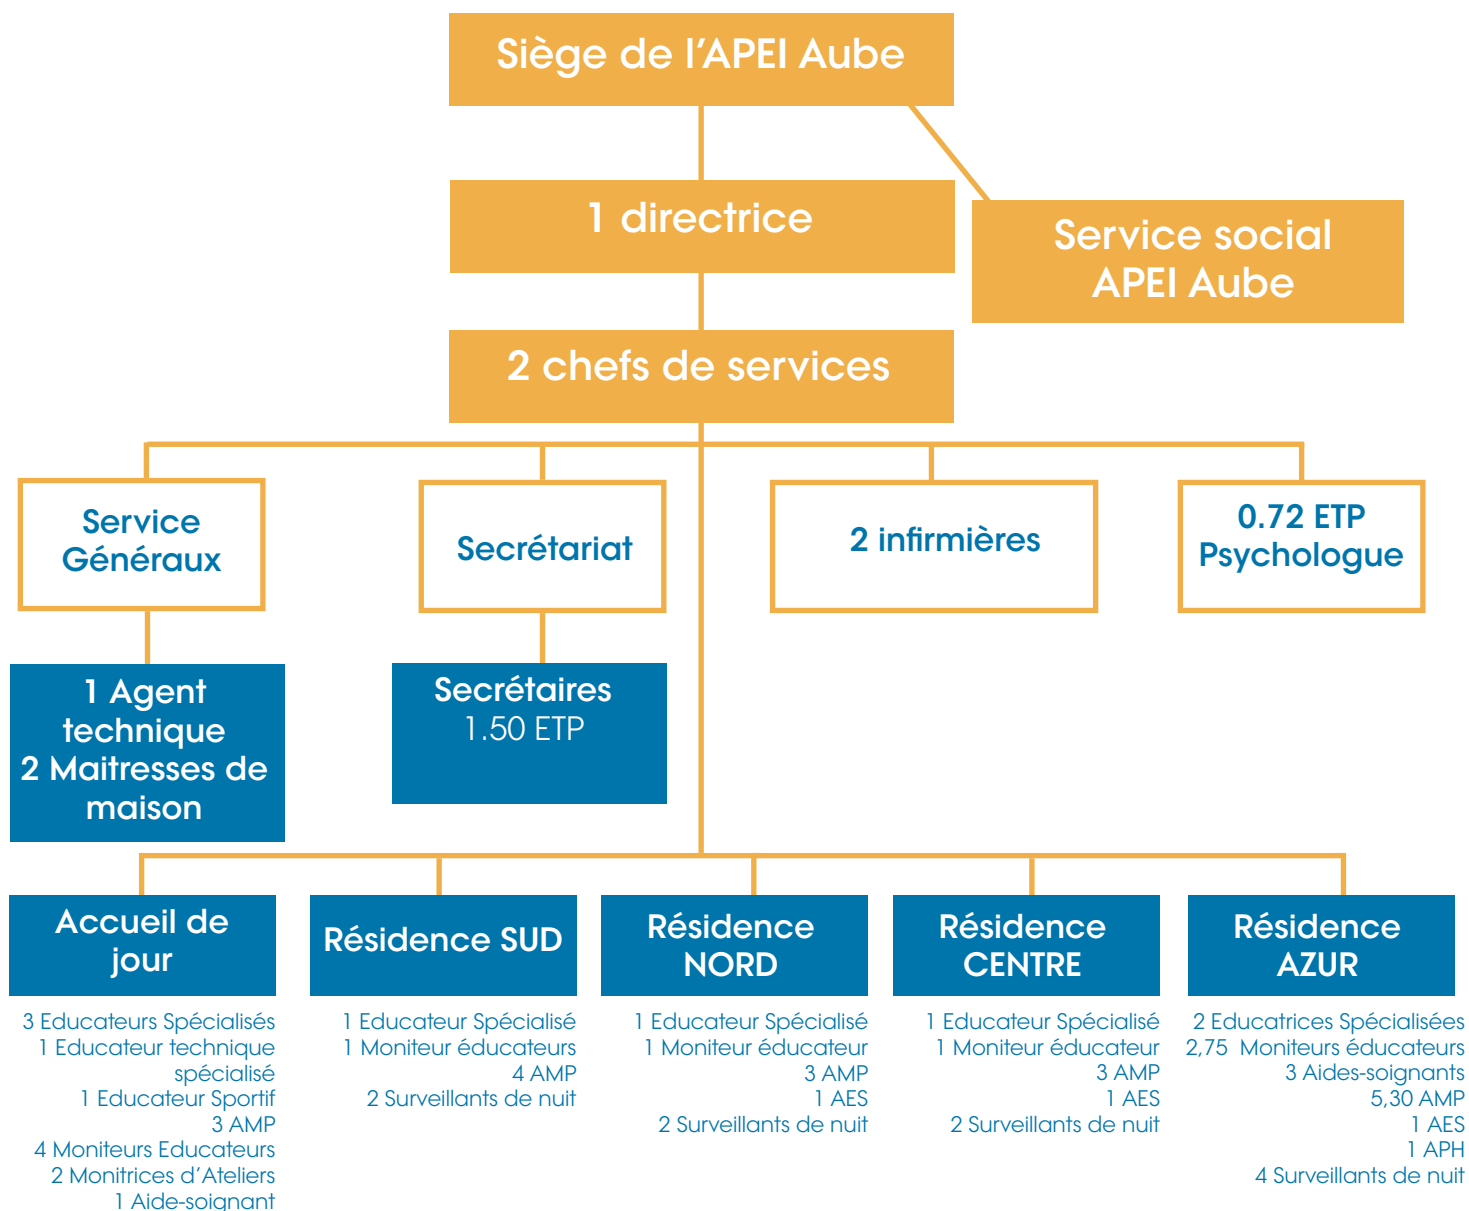 Siège de l'APEI Aube
1 directrice
Service social
APEI Aube
2 chefs de services
Service
Généraux
Secrétariat
2 infirmières
0.72 ETP
Psychologue
1 Agent
technique
2 Maitresses de
maison
Secrétaires
1.50 ETP
Accueil de
jour
3 Educateurs Spécialisés
1 Educateur technique
spécialisé
1 Educateur Sportif
3 AMP
4 Moniteurs Educateurs
2 Monitrices d'Ateliers
1 Aide-soignant
Résidence SUD
1 Educateur Spécialisé
1 Moniteur éducateurs
4 AMP
2 Surveillants de nuit
Résidence
NORD
1 Educateur Spécialisé
1 Moniteur éducateur
3 AMP
1 AES
2 Surveillants de nuit
Résidence
CENTRE
1 Educateur Spécialisé
1 Moniteur éducateur
3 AMP
1 AES
2 Surveillants de nuit
Résidence
AZUR
2 Educatrices Spécialisées
2,75 Moniteurs éducateurs
3 Aides-soignants
5,30 AMP
1 AES
1 APH
4 Surveillants de nuit